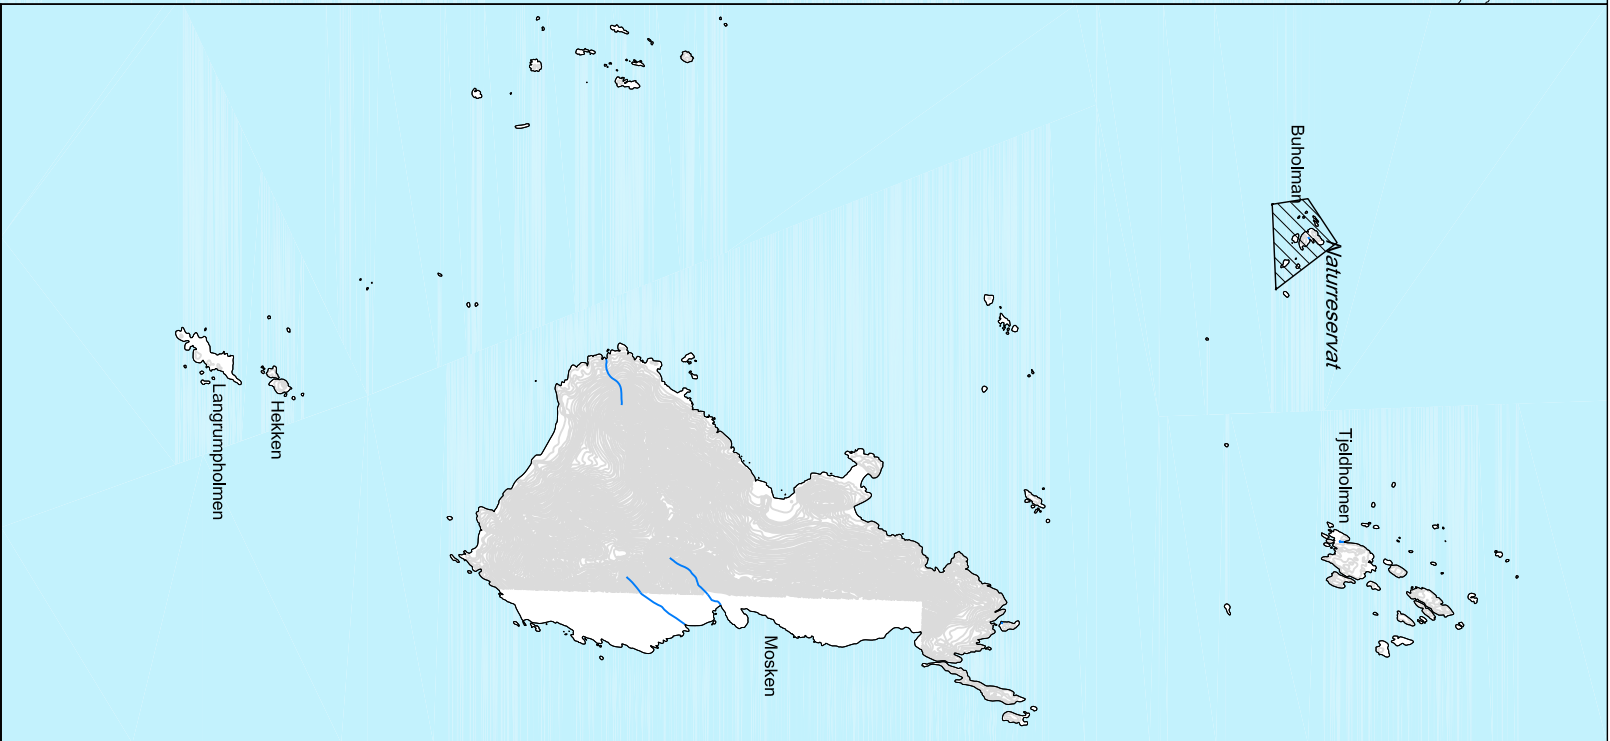 Buholman
Naturreservat
Tjeldholmen
Langrumpholmen
Hekken
Mosken